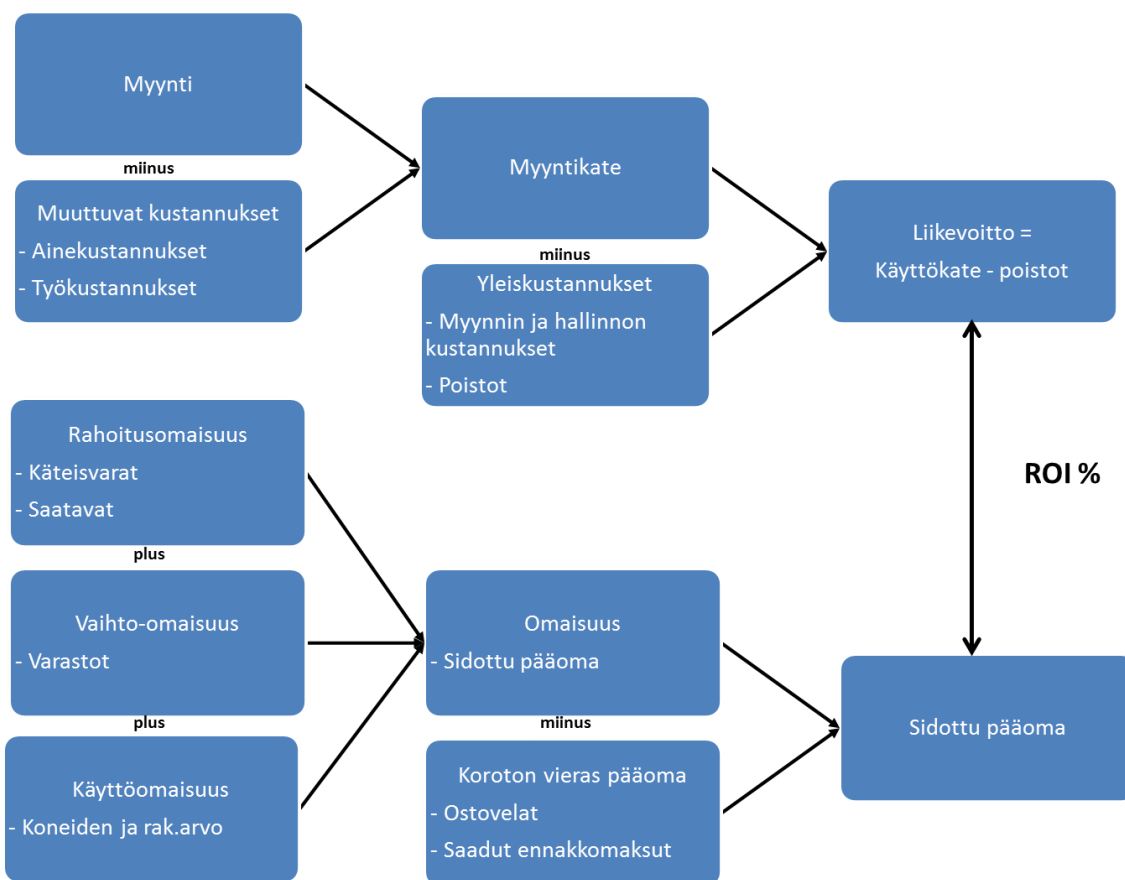 Myynti
miinus
Muuttuvat kustannukset
- Ainekustannukset
- Työkustannukset
Myyntikate
miinus
Yleiskustannukset
- Myynnin ja hallinnon
kustannukset
- Poistot
Liikevoitto =
Käyttökate - poistot
ROI %
Rahoitusomaisuus
- Käteisvarat
- Saatavat
plus
Vaihto-omaisuus
- Varastot
plus
Käyttöomaisuus
- Koneiden ja rak.arvo
Omaisuus
- Sidottu pääoma
miinus
Koroton vieras pääoma
- Ostovelat
- Saadut ennakkomaksut
Sidottu pääoma